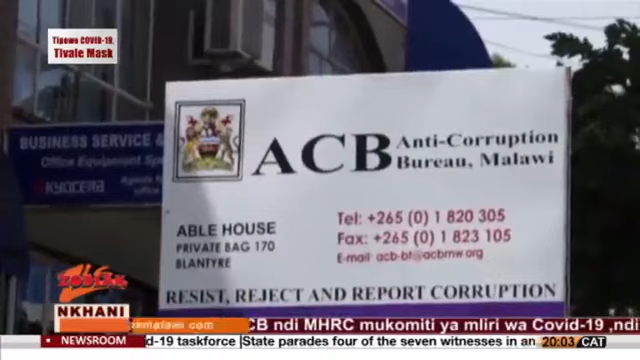 Tipewe COVID-19,
Tivale Mask
BUSINESS SERVICE &
Office Equipment
KYOCERA
ACB
Anti-Corruption
Bureau, Malawi
ABLE HOUSE
PRIVATE BAG 170
BLANTYRE
Tel: +265 (0) 1 820 305
Fax: +265 (0) 1 823 105
E-mail: acb-bt@acbmw.org
RESIST, REJECT AND REPORT CORRUPTION
ZODIAK
NKHANI
CB ndi MHRC mukomiti ya mliri wa Covid-19 ,ndi
NEWSROOM
d-19 taskforce |State parades four of the seven witnesses in an
20:03 CAT